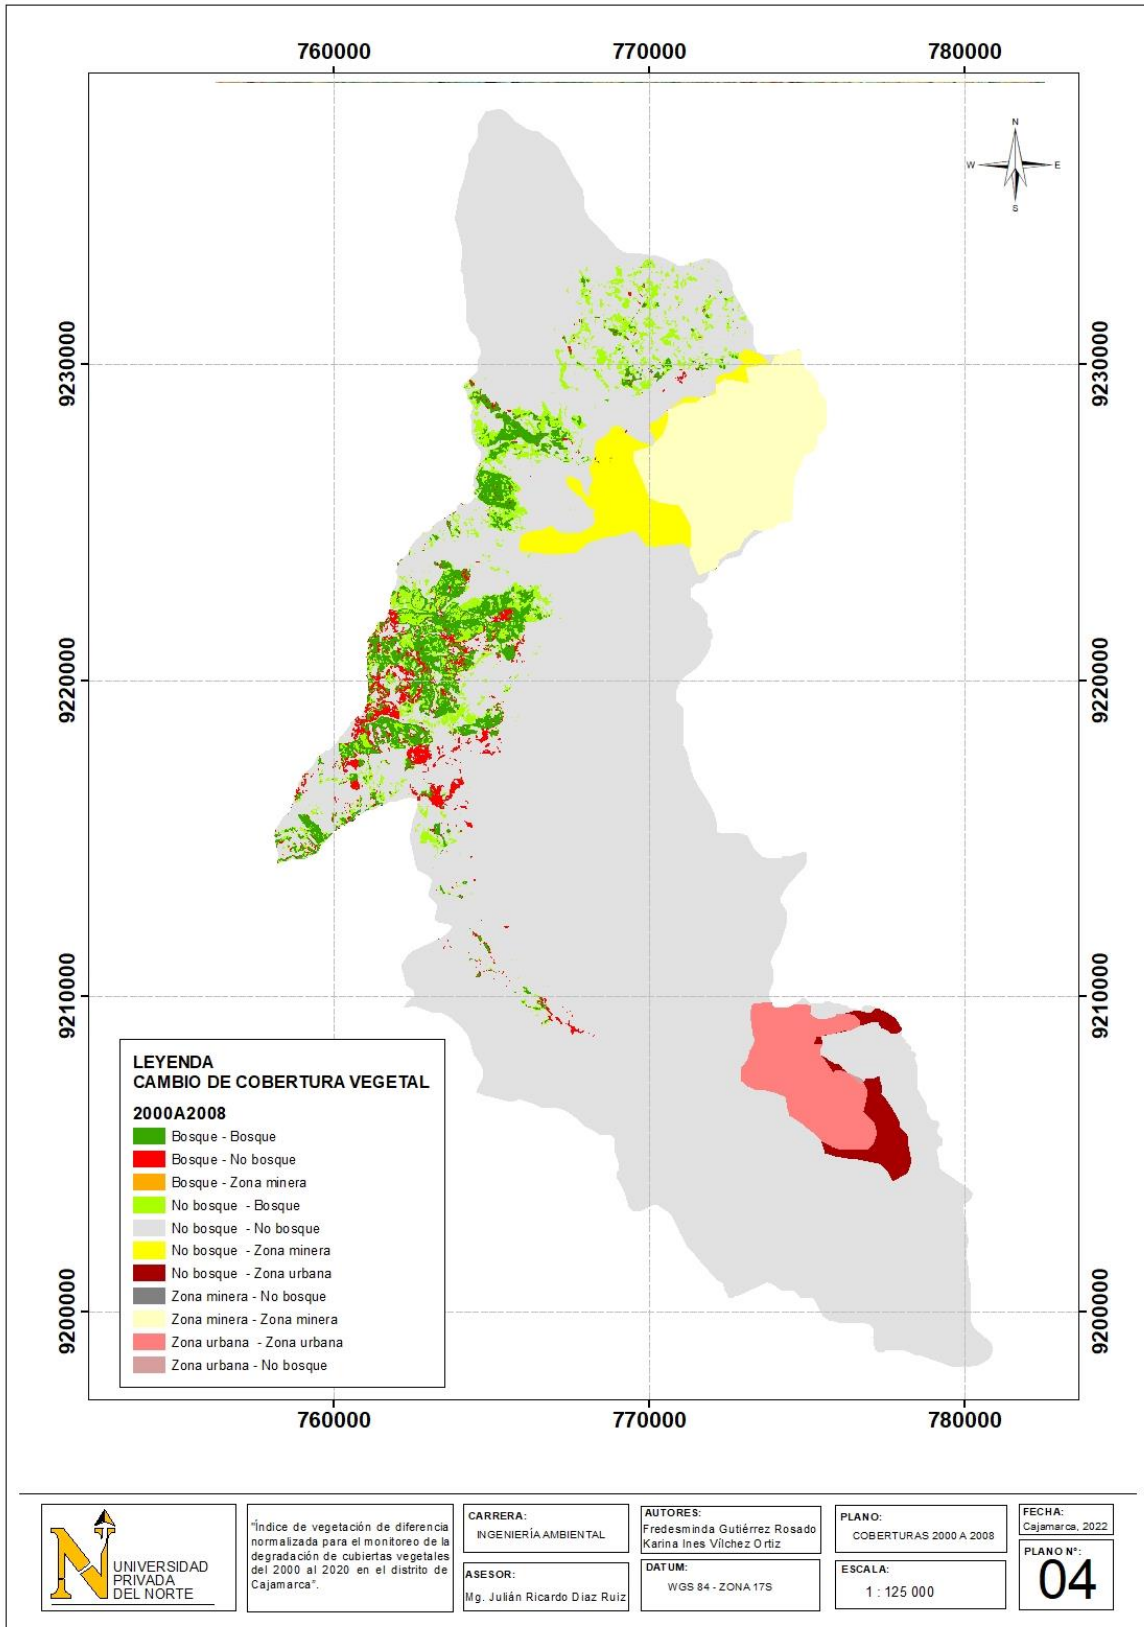 760000 770000 780000
N
W E
S
9230000 9230000
9220000 9220000
9210000 9210000
9200000 9200000
LEYENDA
CAMBIO DE COBERTURA VEGETAL
2000A2008
Bosque - Bosque
Bosque - No bosque
Bosque - Zona minera
No bosque - Bosque
No bosque - No bosque
No bosque - Zona minera
No bosque - Zona urbana
Zona minera - No bosque
Zona minera - Zona minera
Zona urbana - Zona urbana
Zona urbana - No bosque
760000 770000 780000
N
UNIVERSIDAD
PRIVADA
DEL NORTE
"Índice de vegetación de diferencia
normalizada para el monitoreo de la
degradación de cubiertas vegetales
del 2000 al 2020 en el distrito de
Cajamarca".
CARRERA:
INGENIERÍA AMBIENTAL
ASESOR:
Mg. Julián Ricardo Diaz Ruiz
AUTORES:
Fredesminda Gutiérrez Rosado
Karina Ines Vílchez Ortiz
DATUM:
WGS 84 - ZONA 17S
PLANO:
COBERTURAS 2000 A 2008
ESCALA:
1 : 125 000
FECHA:
Cajamarca, 2022
PLANO Nº:
04